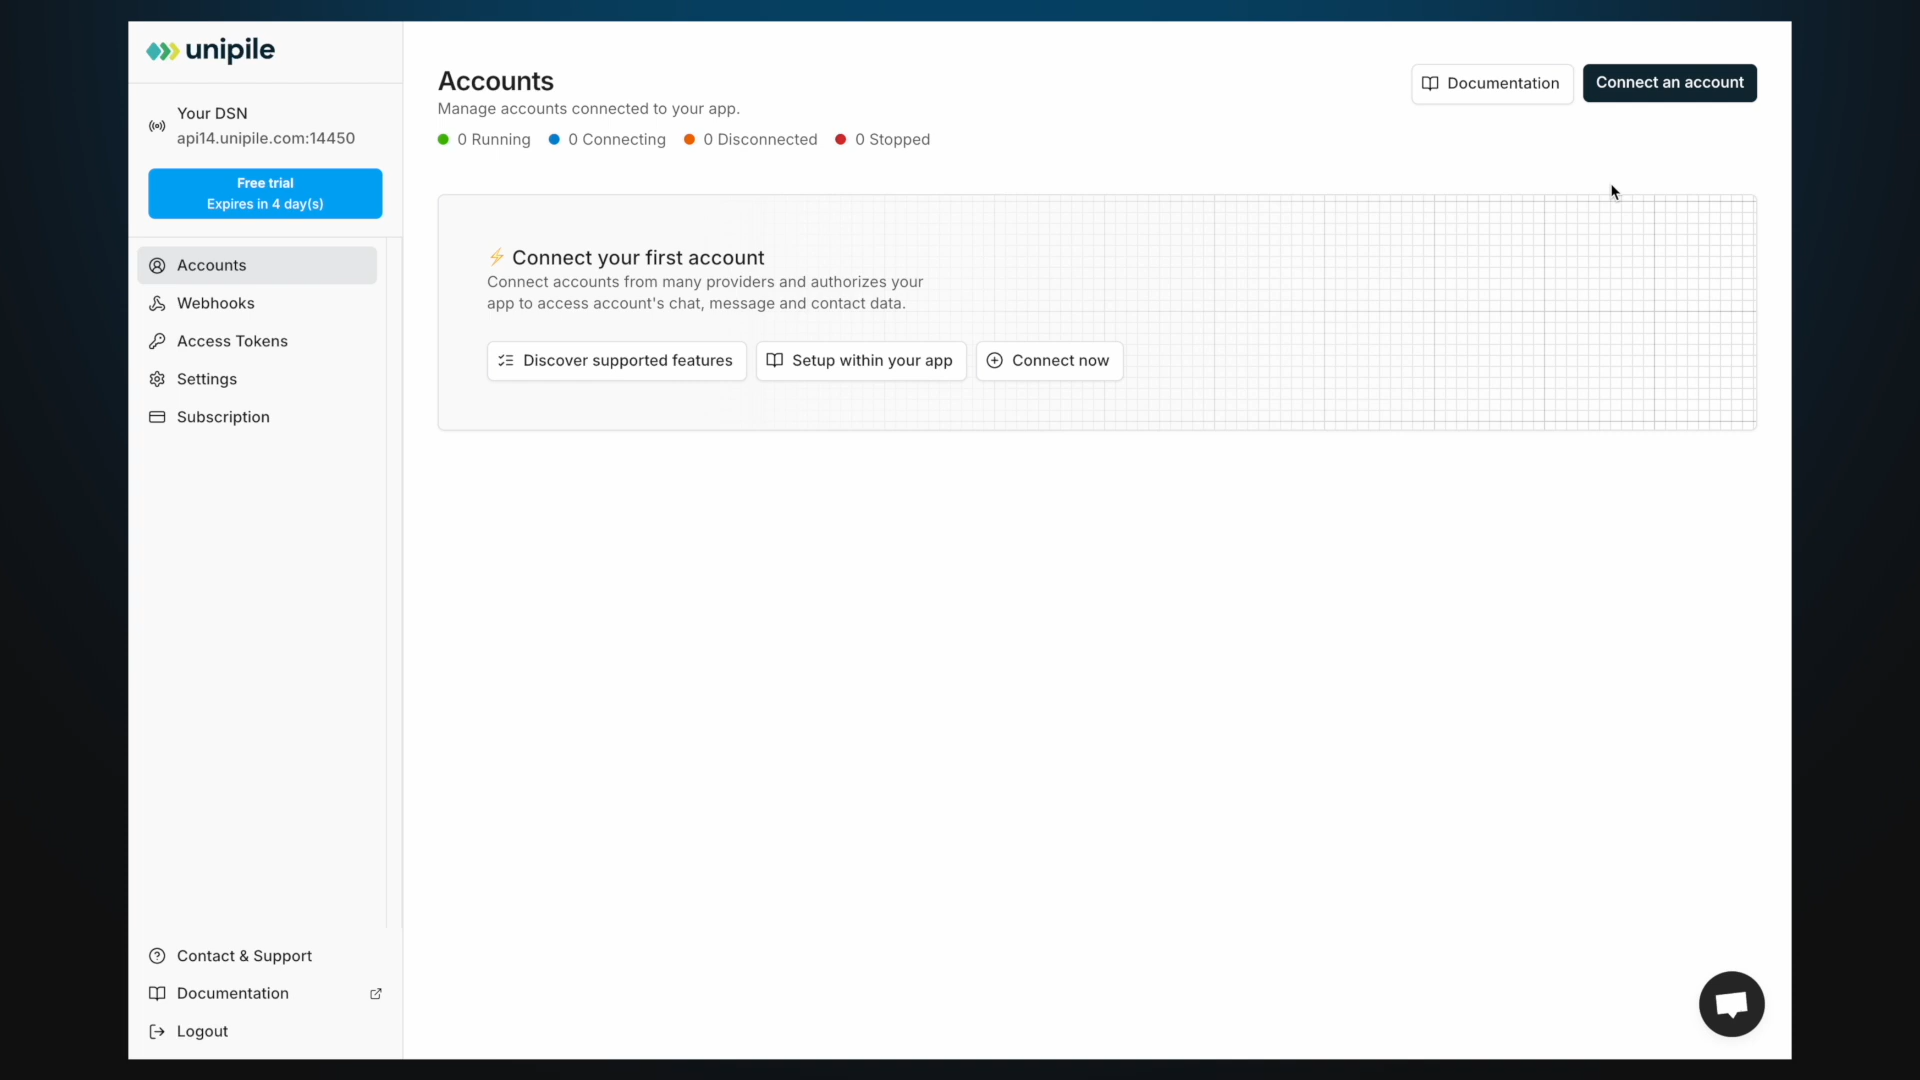 unipile
Your DSN
api14.unipile.com:14450
Free trial
Expires in 4 day(s)
Accounts
Webhooks
Access Tokens
Settings
Subscription
Contact & Support
Documentation
Logout
Accounts
Manage accounts connected to your app.
0 Running 0 Connecting 0 Disconnected 0 Stopped
Documentation Connect an account
Connect your first account
Connect accounts from many providers and authorizes your
app to access account's chat, message and contact data.
Discover supported features Setup within your app Connect now